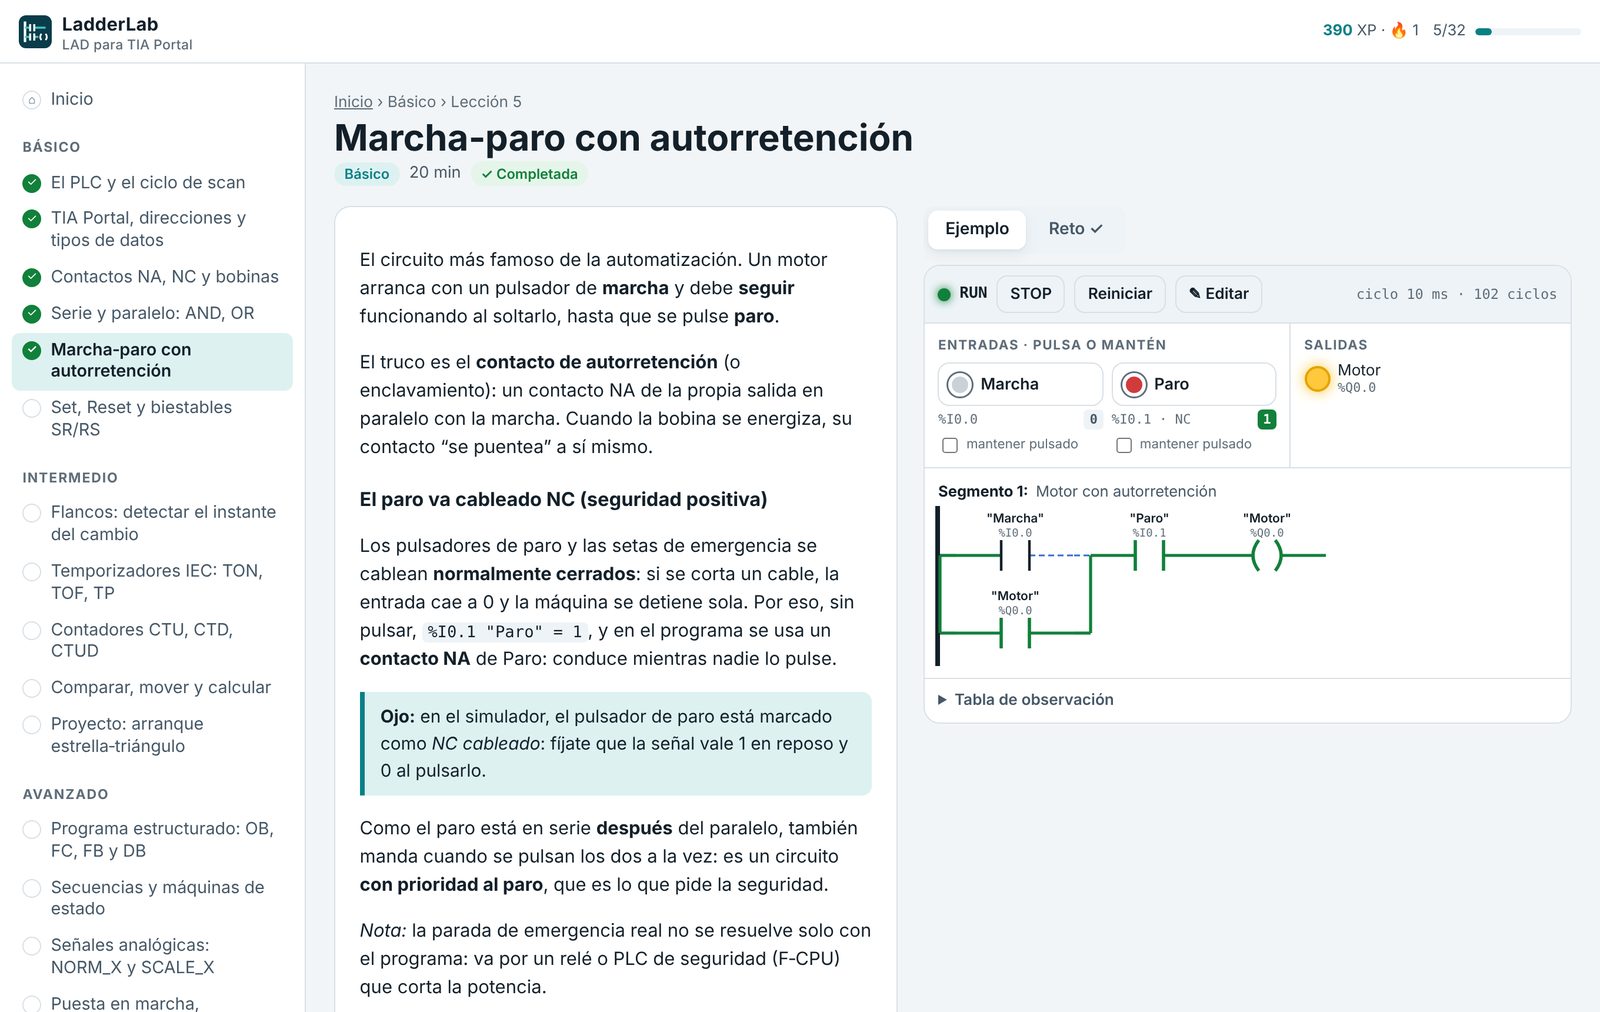 LadderLab
LAD para TIA Portal
390 XP · 🔥 1 5/32
Inicio
BÁSICO
El PLC y el ciclo de scan
TIA Portal, direcciones y
tipos de datos
Contactos NA, NC y bobinas
Serie y paralelo: AND, OR
Marcha-paro con
autorretención
Set, Reset y biestables
SR/RS
INTERMEDIO
Flancos: detectar el instante
del cambio
Temporizadores IEC: TON,
TOF, TP
Contadores CTU, CTD,
CTUD
Comparar, mover y calcular
Proyecto: arranque
estrella-triángulo
AVANZADO
Programa estructurado: OB,
FC, FB y DB
Secuencias y máquinas de
estado
Señales analógicas:
NORM_X y SCALE_X
Puesta en marcha,
Inicio › Básico › Lección 5
Marcha-paro con autorretención
Básico 20 min ✓ Completada
El circuito más famoso de la automatización. Un motor
arranca con un pulsador de marcha y debe seguir
funcionando al soltarlo, hasta que se pulse paro.
El truco es el contacto de autorretención (o
enclavamiento): un contacto NA de la propia salida en
paralelo con la marcha. Cuando la bobina se energiza, su
contacto “se puentea” a sí mismo.
El paro va cableado NC (seguridad positiva)
Los pulsadores de paro y las setas de emergencia se
cablean normalmente cerrados: si se corta un cable, la
entrada cae a 0 y la máquina se detiene sola. Por eso, sin
pulsar, %I0.1 "Paro" = 1, y en el programa se usa un
contacto NA de Paro: conduce mientras nadie lo pulse.
Ojo: en el simulador, el pulsador de paro está marcado
como NC cableado: fíjate que la señal vale 1 en reposo y
0 al pulsarlo.
Como el paro está en serie después del paralelo, también
manda cuando se pulsan los dos a la vez: es un circuito
con prioridad al paro, que es lo que pide la seguridad.
Nota: la parada de emergencia real no se resuelve solo con
el programa: va por un relé o PLC de seguridad (F-CPU)
que corta la potencia.
Ejemplo Reto ✓
RUN STOP Reiniciar ✎ Editar ciclo 10 ms · 102 ciclos
ENTRADAS · PULSA O MANTÉN
Marcha Paro
%I0.0 0 %I0.1 · NC 1
mantener pulsado mantener pulsado
SALIDAS
Motor
%Q0.0
Segmento 1: Motor con autorretención
"Marcha" "Paro" "Motor"
%I0.0 %I0.1 %Q0.0
"Motor"
%Q0.0
▶ Tabla de observación